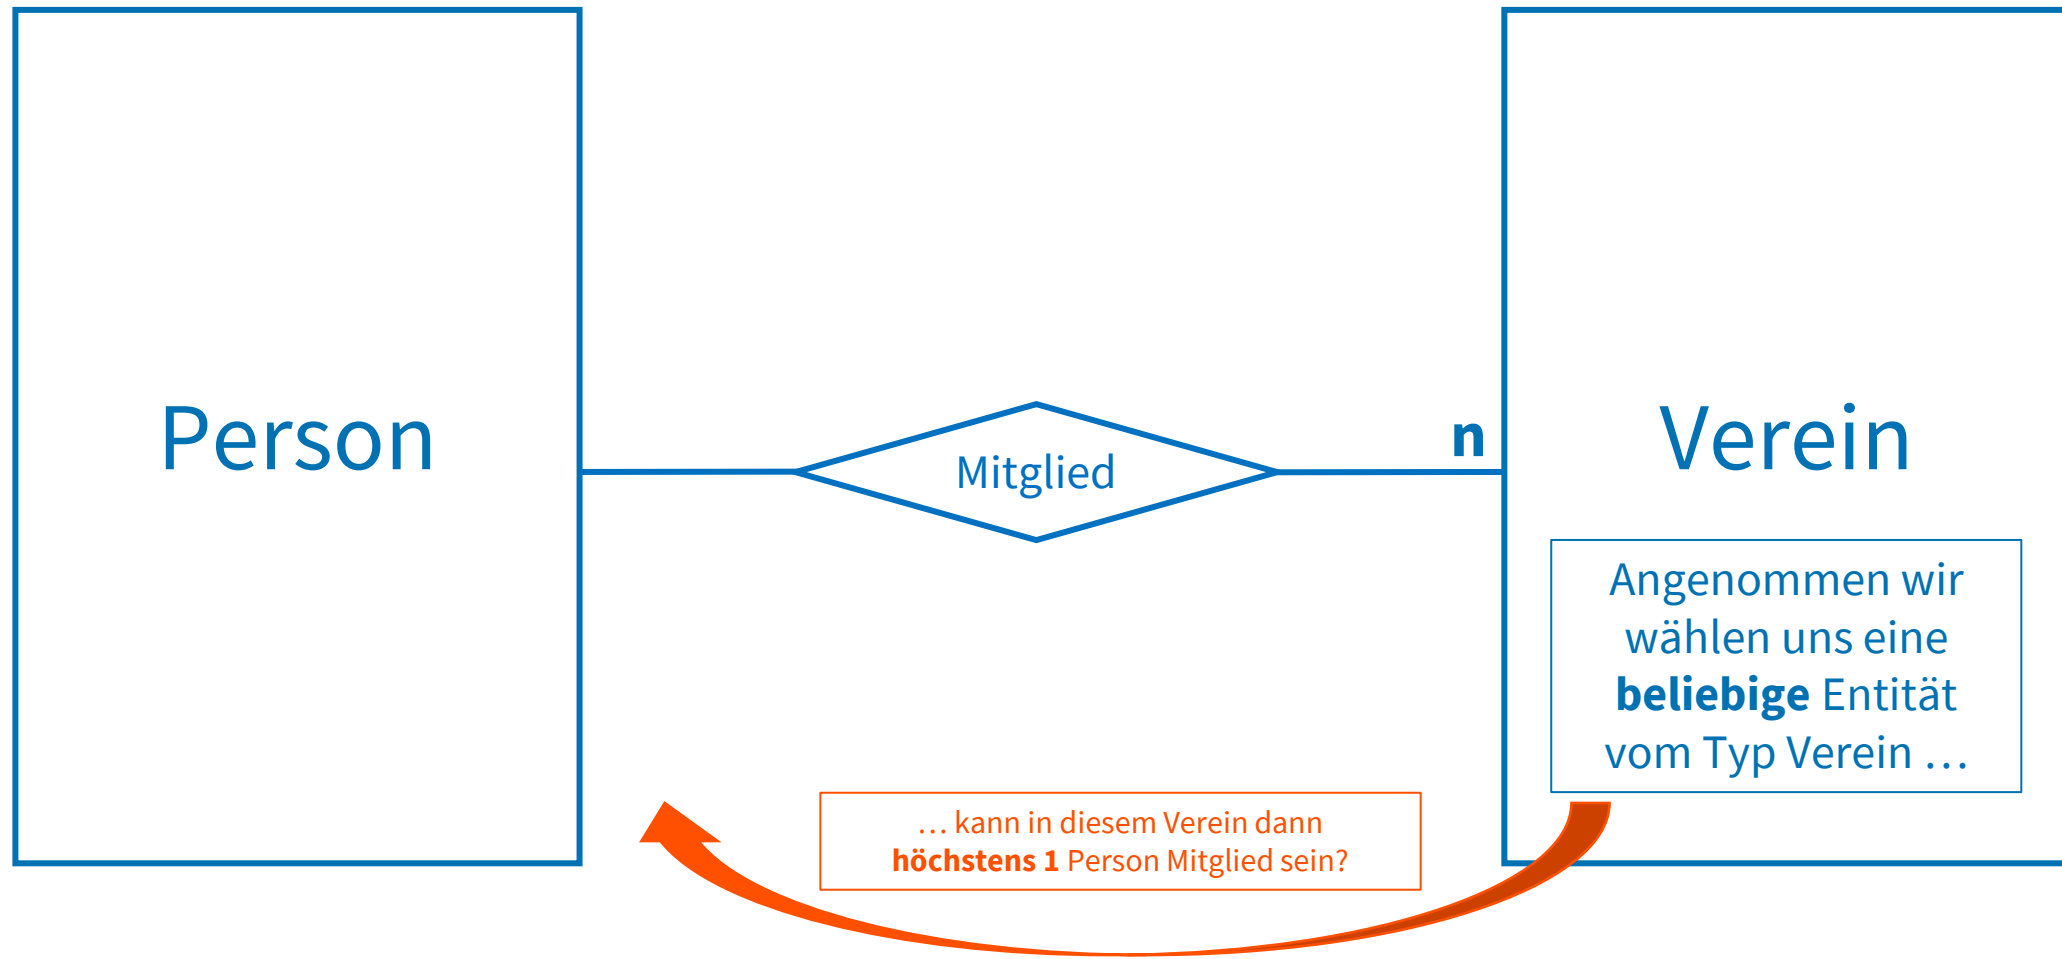 Person
Mitglied
n
Verein
Angenommen wir
wählen uns eine
beliebige Entität
vom Typ Verein …
… kann in diesem Verein dann
höchstens 1 Person Mitglied sein?